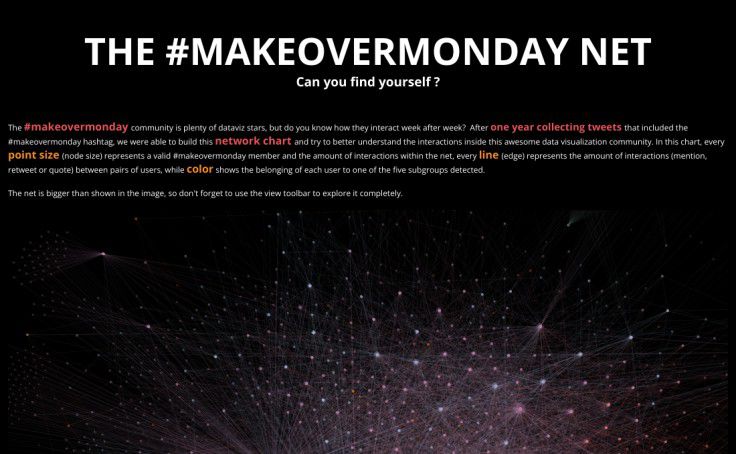 THE #MAKEOVERMONDAY NET
Can you find yourself ?
The #makeovermonday community is plenty of dataviz stars, but do you know how they interact week after week? After one year collecting tweets that included the
#makeovermonday hashtag, we were able to build this network chart and try to better understand the interactions inside this awesome data visualization community. In this chart, every
point size (node size) represents a valid #makeovermonday member and the amount of interactions within the net, every line (edge) represents the amount of interactions (mention,
retweet or quote) between pairs of users, while color shows the belonging of each user to one of the five subgroups detected.
The net is bigger than shown in the image, so don't forget to use the view toolbar to explore it completely.